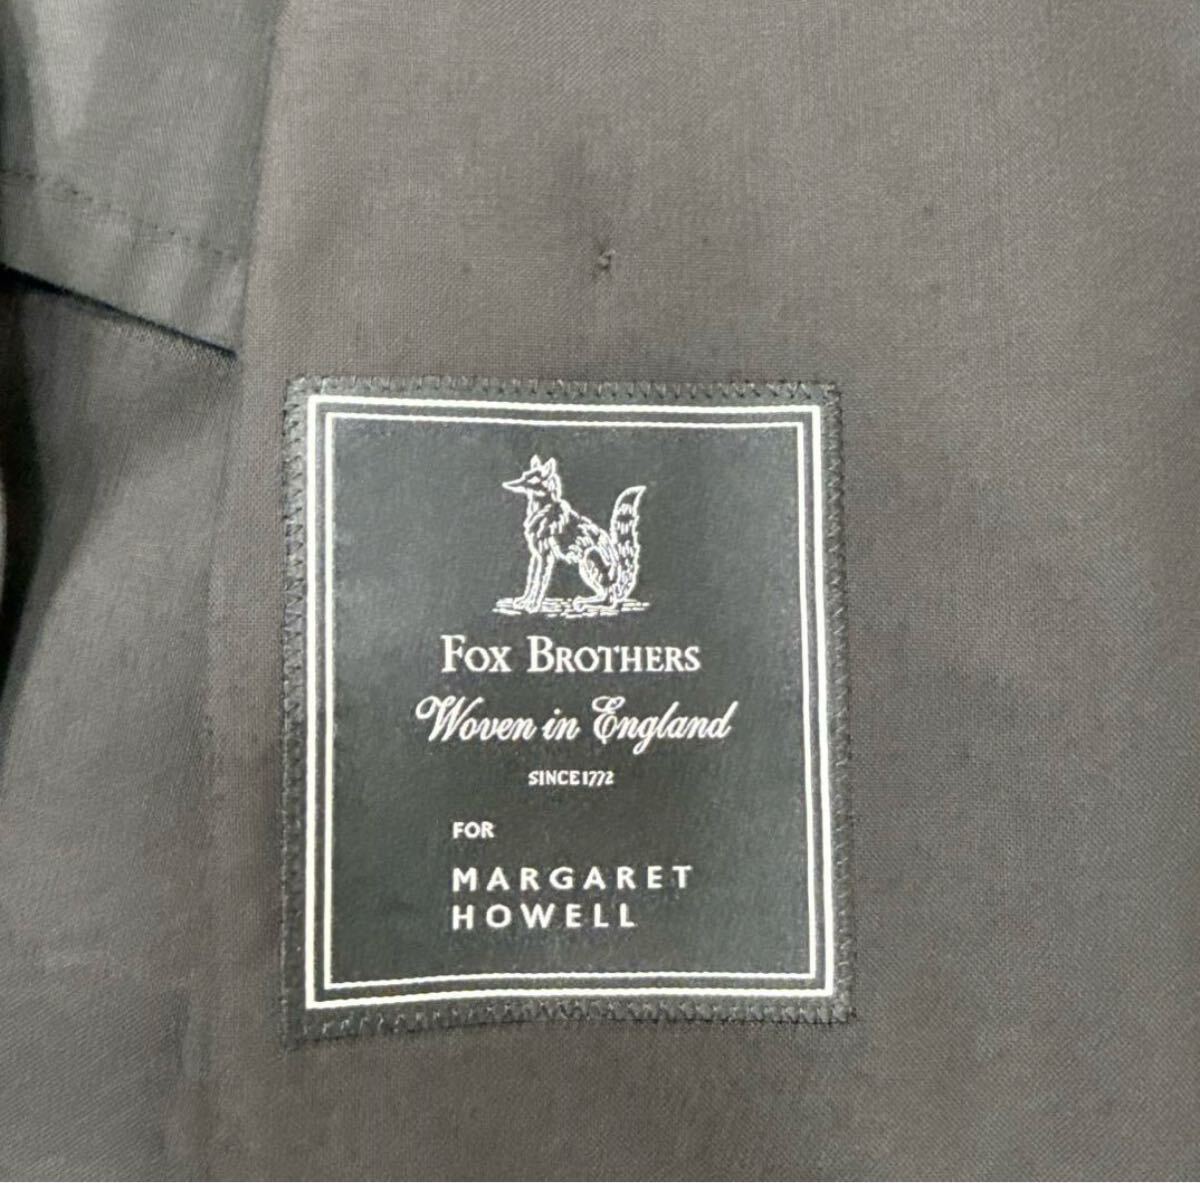 FOX BROTHERS
Woven in England
SINCE 1772
FOR
MARGARET
HOWELL